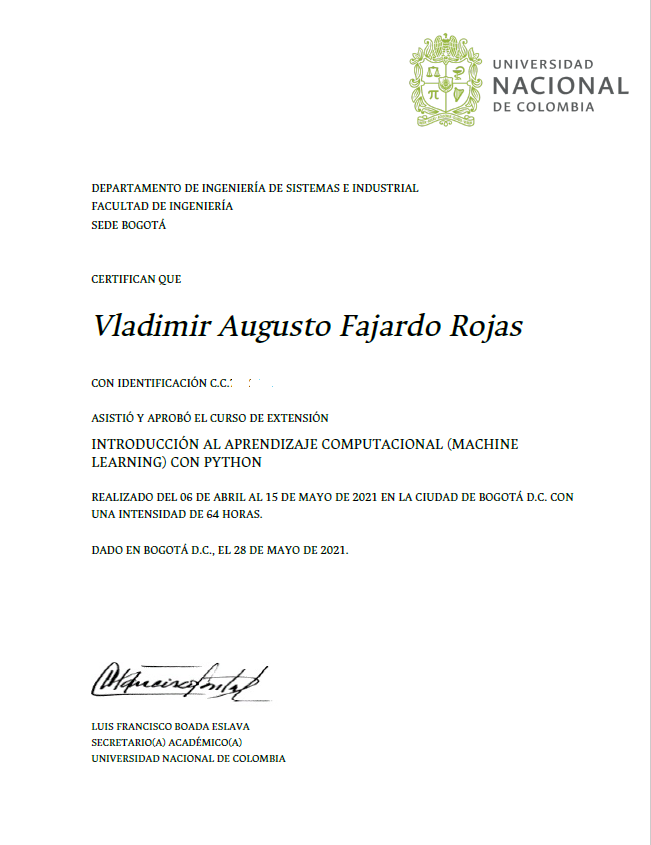 UNIVERSIDAD
NACIONAL
DE COLOMBIA
DEPARTAMENTO DE INGENIERÍA DE SISTEMAS E INDUSTRIAL
FACULTAD DE INGENIERÍA
SEDE BOGOTÁ
CERTIFICAN QUE
Vladimir Augusto Fajardo Rojas
CON IDENTIFICACIÓN C.C.
ASISTIÓ Y APROBÓ EL CURSO DE EXTENSIÓN
INTRODUCCIÓN AL APRENDIZAJE COMPUTACIONAL (MACHINE
LEARNING) CON PYTHON
REALIZADO DEL 06 DE ABRIL AL 15 DE MAYO DE 2021 EN LA CIUDAD DE BOGOTÁ D.C. CON
UNA INTENSIDAD DE 64 HORAS.
DADO EN BOGOTÁ D.C., EL 28 DE MAYO DE 2021.
LUIS FRANCISCO BOADA ESLAVA
SECRETARIO(A) ACADÉMICO(A)
UNIVERSIDAD NACIONAL DE COLOMBIA